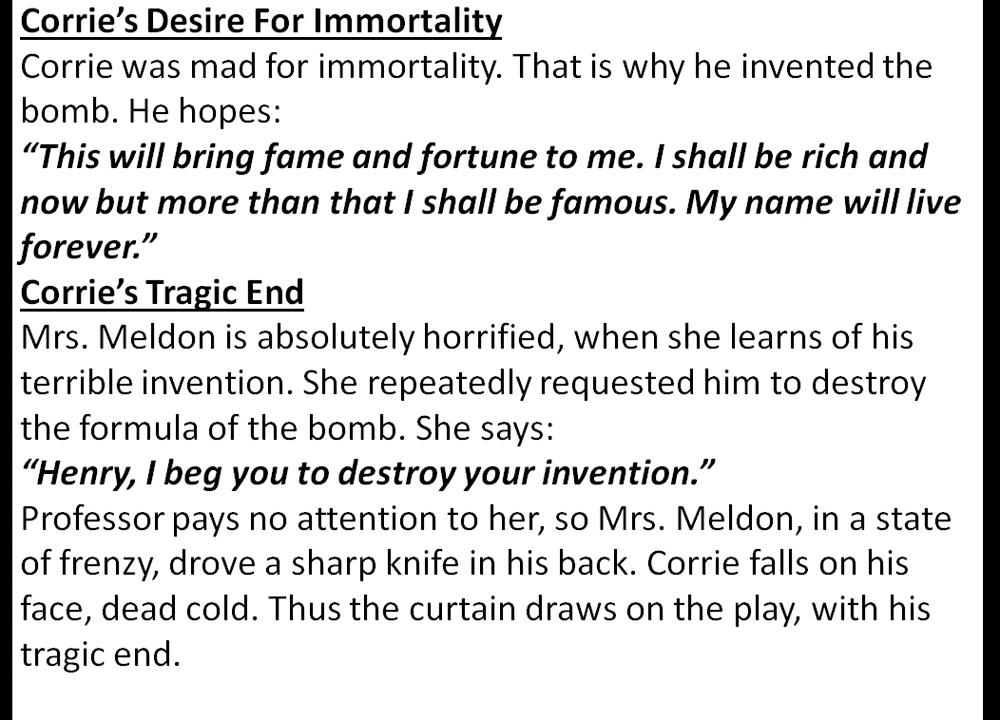 Corrie’s Desire For Immortality
Corrie was mad for immortality. That is why he invented the
bomb. He hopes:
“This will bring fame and fortune to me. I shall be rich and
now but more than that I shall be famous. My name will live
forever.”
Corrie’s Tragic End
Mrs. Meldon is absolutely horrified, when she learns of his
terrible invention. She repeatedly requested him to destroy
the formula of the bomb. She says:
“Henry, I beg you to destroy your invention.”
Professor pays no attention to her, so Mrs. Meldon, in a state
of frenzy, drove a sharp knife in his back. Corrie falls on his
face, dead cold. Thus the curtain draws on the play, with his
tragic end.